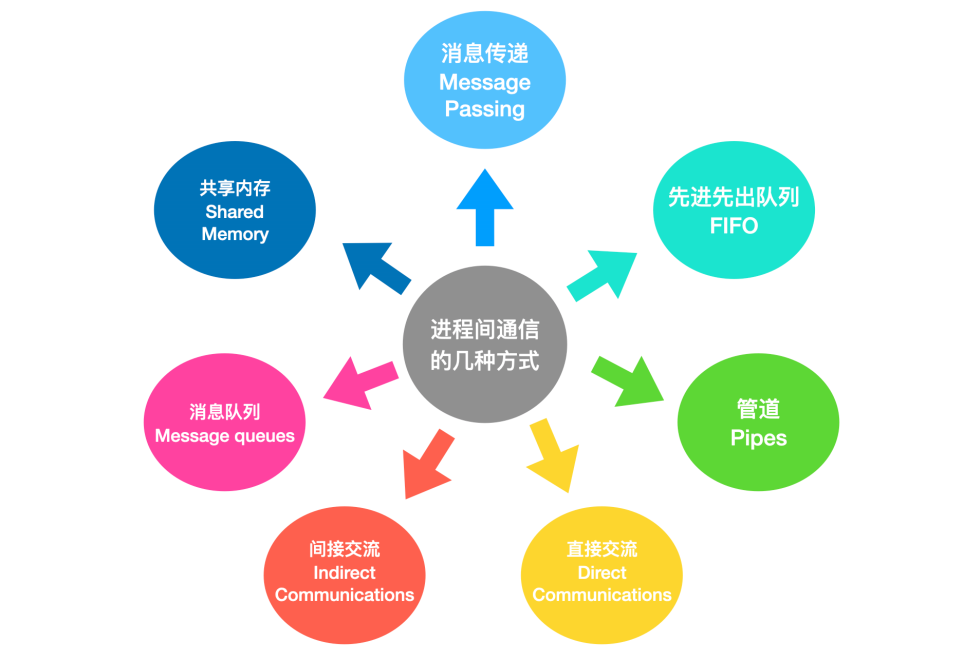 消息传递
Message
Passing
共享内存
Shared
Memory
先进先出队列
FIFO
进程间通信
的几种方式
消息队列
Message queues
管道
Pipes
间接交流
Indirect
Communications
直接交流
Direct
Communications